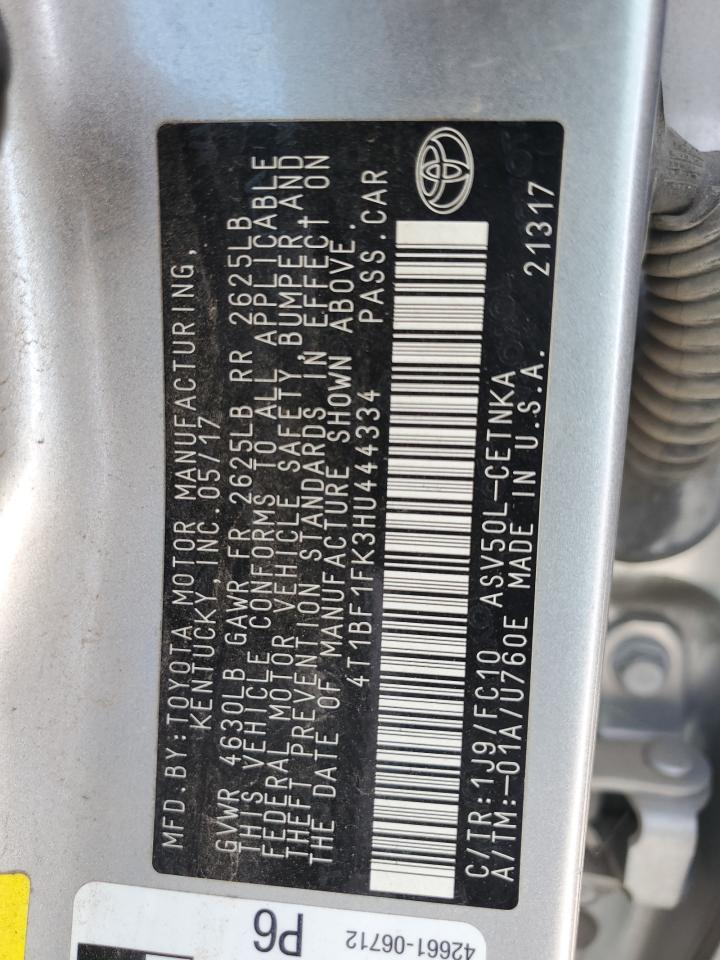 MFD.BY:TOYOTA MOTOR MANUFACTURING,
KENTUCKY INC.05/17
GVWR 4630LB GAWR FR 2625LB RR 2625LB
THIS VEHICLE CONFORMS TO ALL APPLICABLE
FEDERAL MOTOR VEHICLE SAFETY, BUMPER, AND
THEFT PREVENTION STANDARDS IN EFFECT ON
THE DATE OF MANUFACTURE SHOWN ABOVE.
4T1BF1FK3HU444334 PASS.CAR
C/TR:1J9/FC10 ASV50L-CETNKA
A/TM:-01A/U760E MADE IN U.S.A. 21317
P6
42661-06712